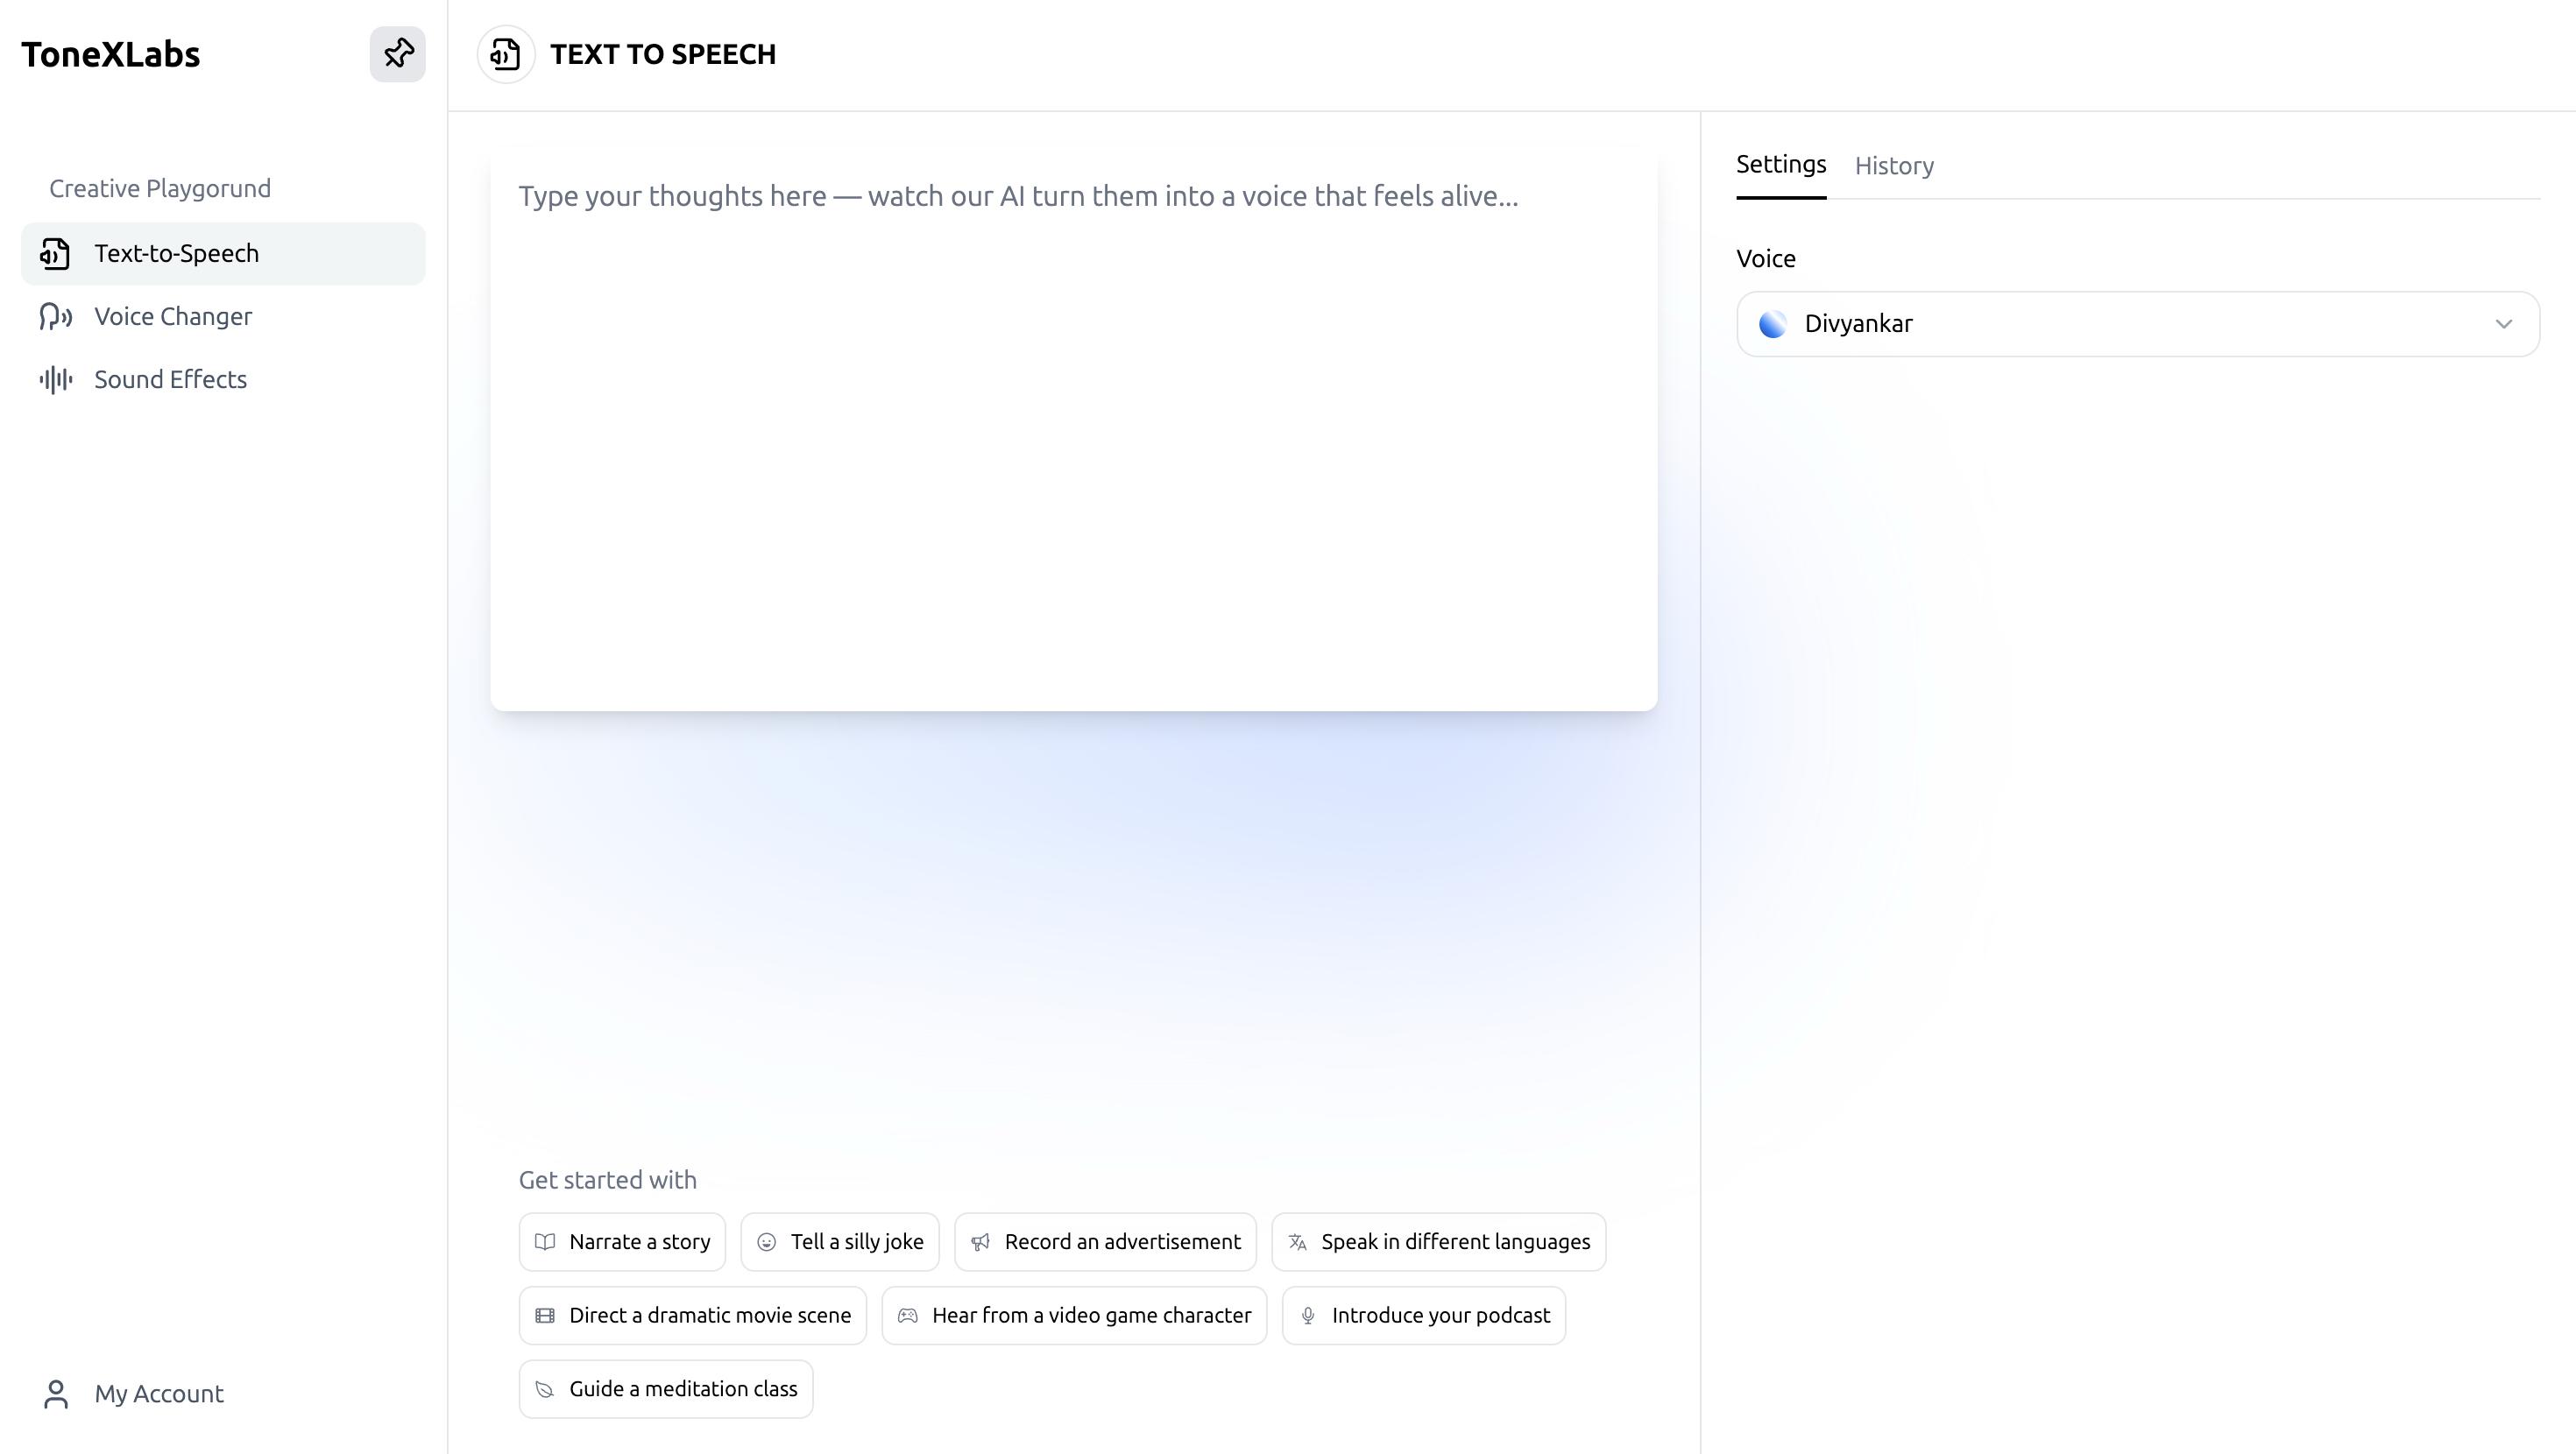 ToneXLabs
Creative Playgorund
Text-to-Speech
Voice Changer
Sound Effects
My Account
TEXT TO SPEECH
Type your thoughts here — watch our AI turn them into a voice that feels alive...
Get started with
Narrate a story
Tell a silly joke
Record an advertisement
Speak in different languages
Direct a dramatic movie scene
Hear from a video game character
Introduce your podcast
Guide a meditation class
Settings
History
Voice
Divyankar